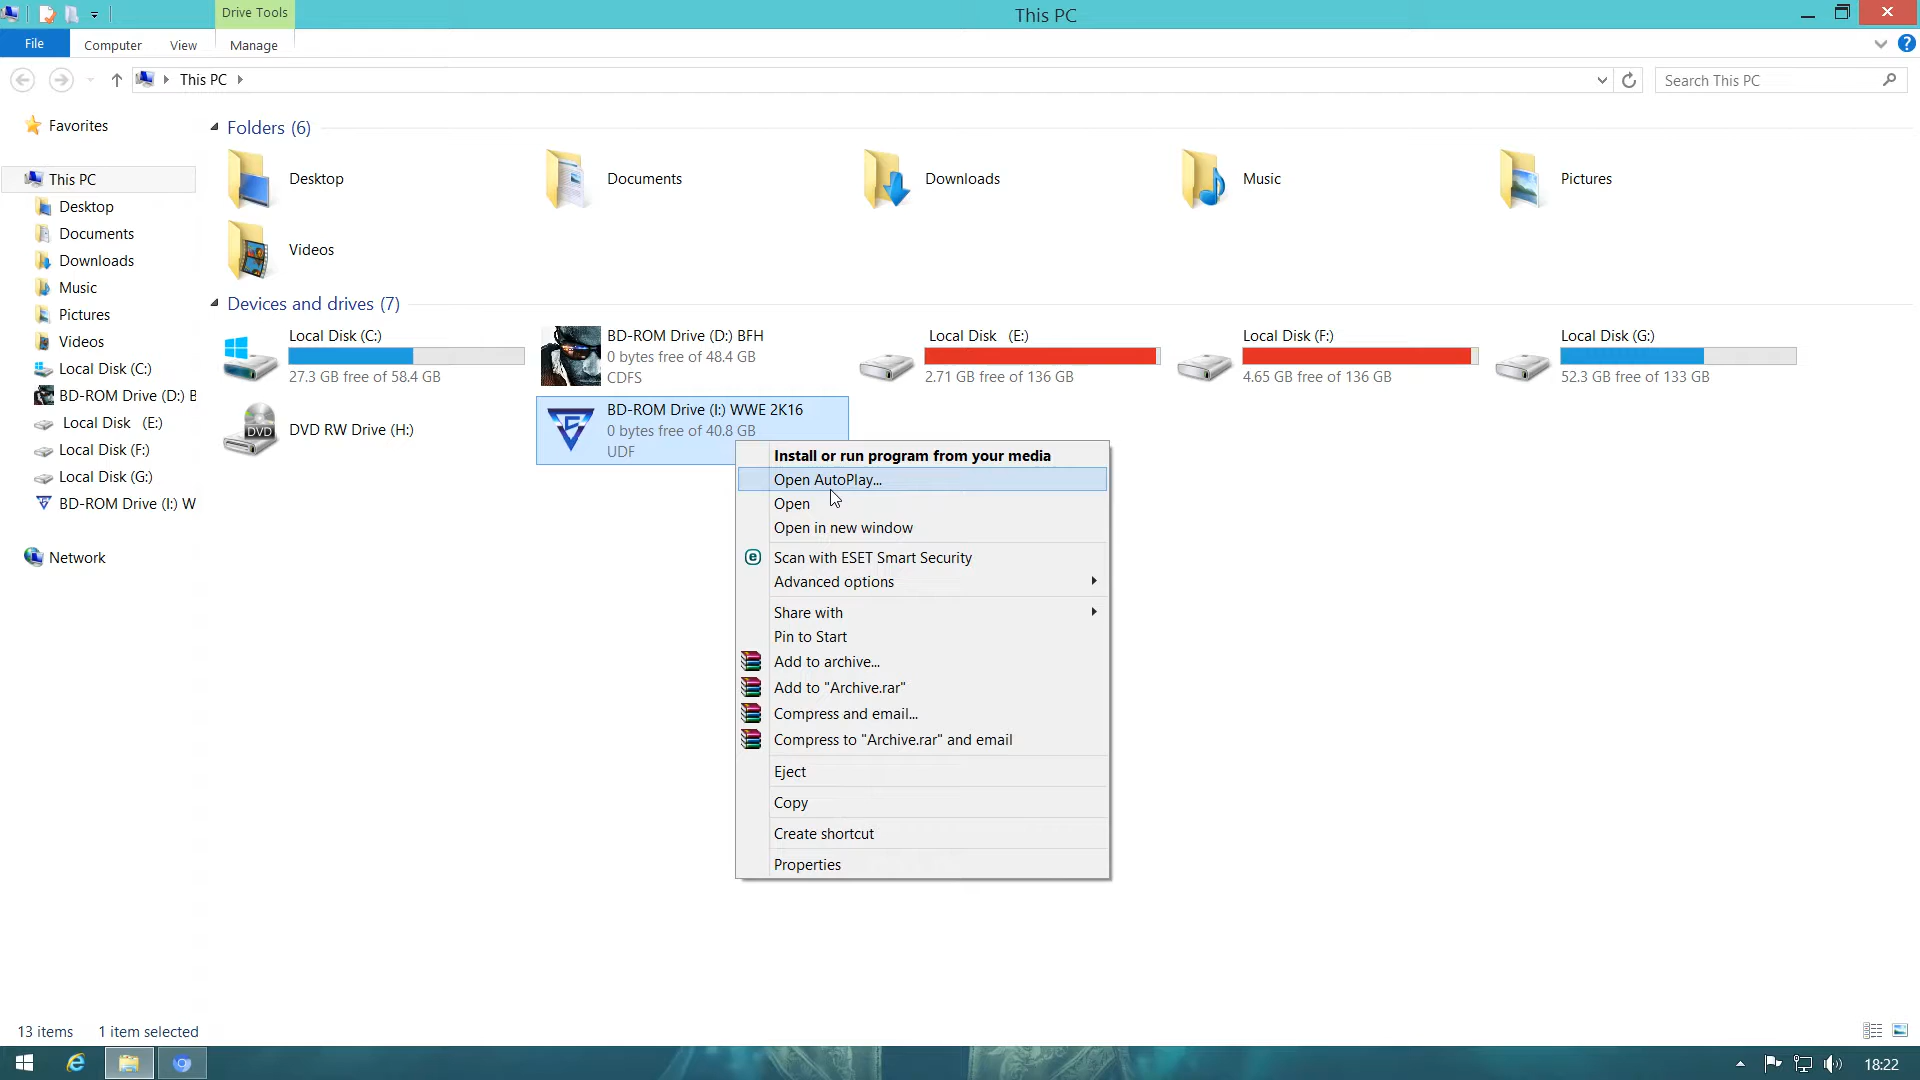 Drive Tools
This PC
File
Computer
View
Manage
This PC
Search This PC
Favorites
This PC
Desktop
Documents
Downloads
Music
Pictures
Videos
Local Disk (C:)
BD-ROM Drive (D:) B
Local Disk (E:)
Local Disk (F:)
Local Disk (G:)
BD-ROM Drive (I:) W
Network
Folders (6)
Desktop
Documents
Downloads
Music
Pictures
Videos
Devices and drives (7)
Local Disk (C:)
27.3 GB free of 58.4 GB
BD-ROM Drive (D:) BFH
0 bytes free of 48.4 GB
CDFS
Local Disk (E:)
2.71 GB free of 136 GB
Local Disk (F:)
4.65 GB free of 136 GB
Local Disk (G:)
52.3 GB free of 133 GB
DVD
DVD RW Drive (H:)
BD-ROM Drive (I:) WWE 2K16
0 bytes free of 40.8 GB
UDF
Install or run program from your media
Open AutoPlay...
Open
Open in new window
Scan with ESET Smart Security
Advanced options
Share with
Pin to Start
Add to archive...
Add to "Archive.rar"
Compress and email...
Compress to "Archive.rar" and email
Eject
Copy
Create shortcut
Properties
13 items
1 item selected
18:22